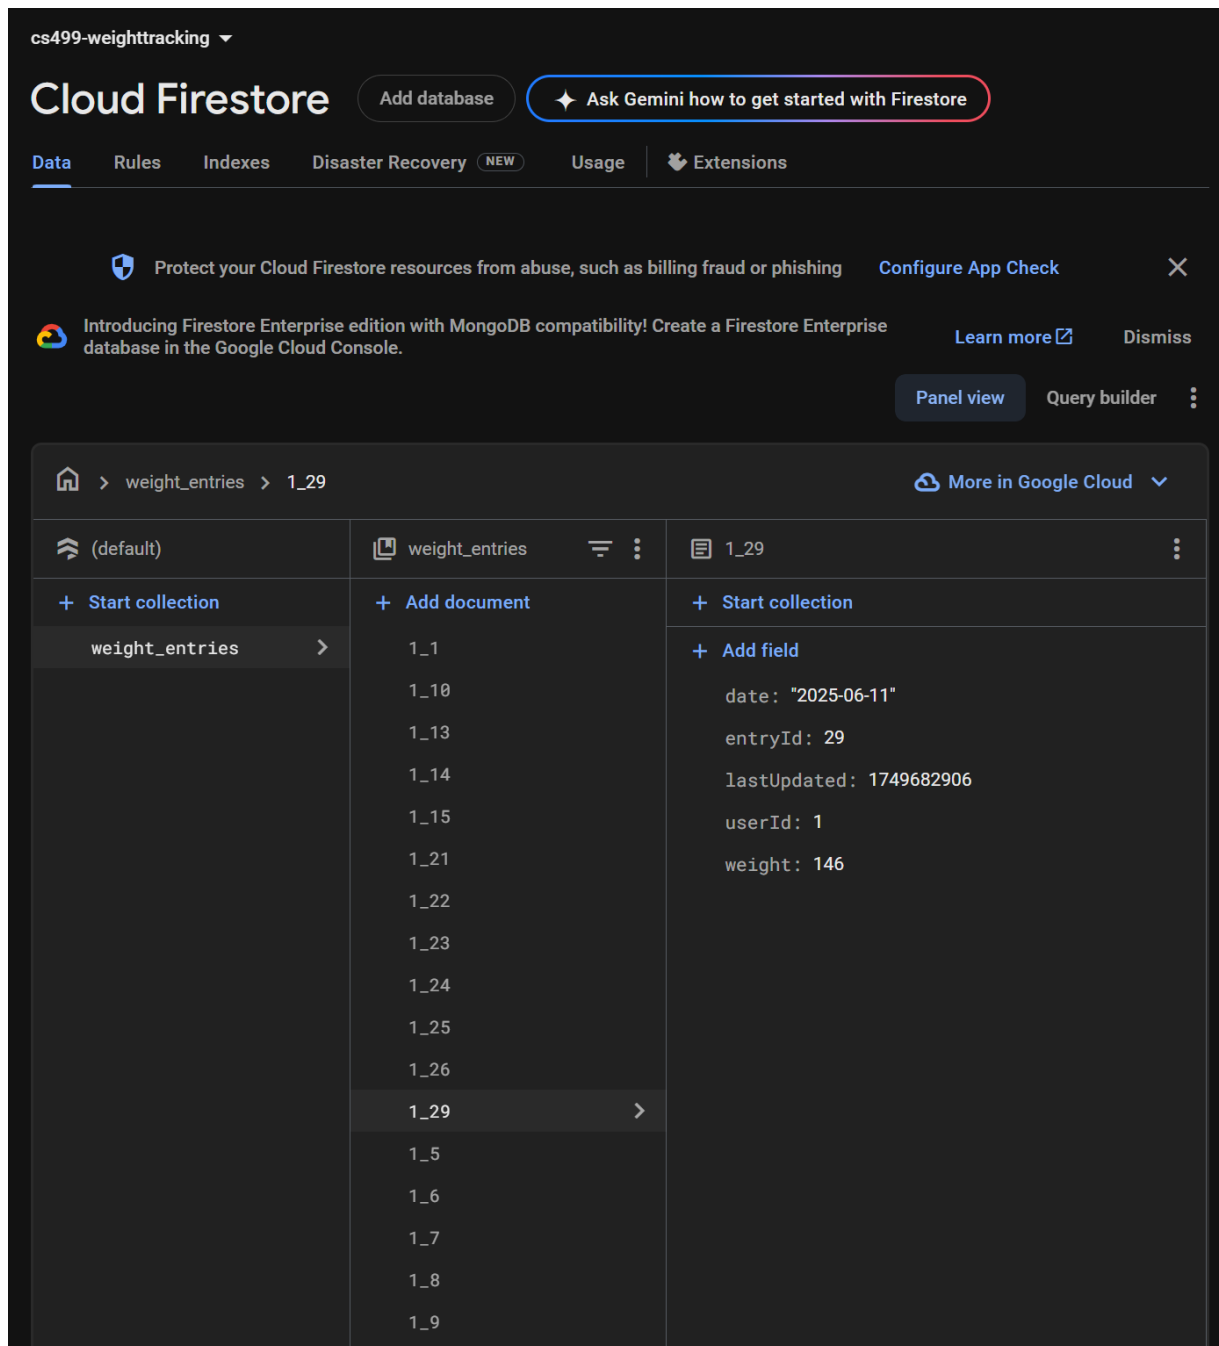 cs499-weighttracking
Cloud Firestore
Add database
Ask Gemini how to get started with Firestore
Data
Rules
Indexes
Disaster Recovery
NEW
Usage
Extensions
Protect your Cloud Firestore resources from abuse, such as billing fraud or phishing
Configure App Check
Introducing Firestore Enterprise edition with MongoDB compatibility! Create a Firestore Enterprise
database in the Google Cloud Console.
Learn more
Dismiss
Panel view
Query builder
weight_entries
1_29
More in Google Cloud
(default)
Start collection
weight_entries
weight_entries
Add document
1_1
1_10
1_13
1_14
1_15
1_21
1_22
1_23
1_24
1_25
1_26
1_29
1_5
1_6
1_7
1_8
1_9
1_29
Start collection
Add field
date: "2025-06-11"
entryId: 29
lastUpdated: 1749682906
userId: 1
weight: 146